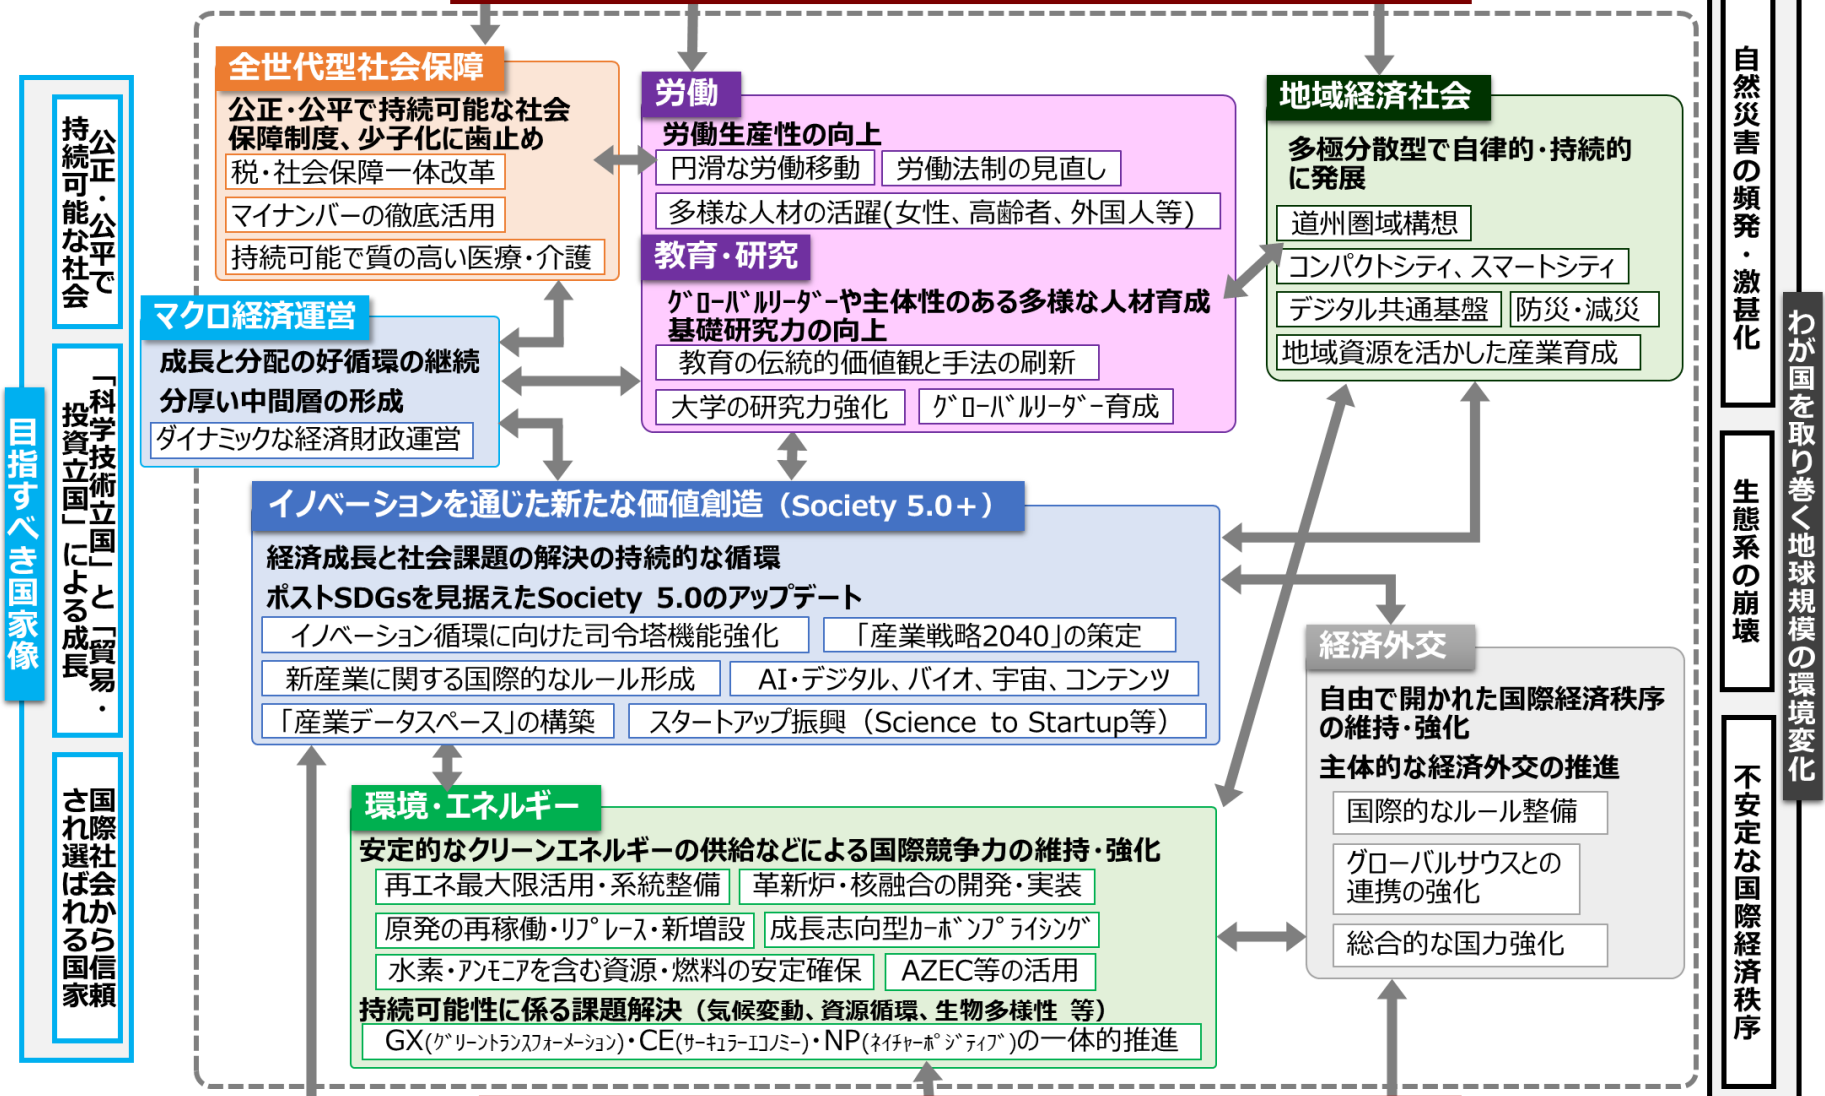 目指すべき国家像
公正・公平で
持続可能な社会
「科学技術立国」と「貿易・
投資立国」による成長
国際社会から信頼
され選ばれる国家
全世代型社会保障
公正・公平で持続可能な社会
保障制度、少子化に歯止め
税・社会保障一体改革
マイナンバーの徹底活用
持続可能で質の高い医療・介護
労働
労働生産性の向上
円滑な労働移動
労働法制の見直し
多様な人材の活躍(女性、高齢者、外国人等)
教育・研究
ｸﾞﾛｰﾊﾞﾙﾘｰﾀﾞｰや主体性のある多様な人材育成
基礎研究力の向上
教育の伝統的価値観と手法の刷新
大学の研究力強化
ｸﾞﾛｰﾊﾞﾙﾘｰﾀﾞｰ育成
地域経済社会
多極分散型で自律的・持続的
に発展
道州圏域構想
コンパクトシティ、スマートシティ
デジタル共通基盤
防災・減災
地域資源を活かした産業育成
マクロ経済運営
成長と分配の好循環の継続
分厚い中間層の形成
ダイナミックな経済財政運営
イノベーションを通じた新たな価値創造（Society 5.0＋）
経済成長と社会課題の解決の持続的な循環
ポストSDGsを見据えたSociety 5.0のアップデート
イノベーション循環に向けた司令塔機能強化
「産業戦略2040」の策定
新産業に関する国際的なルール形成
AI・デジタル、バイオ、宇宙、コンテンツ
「産業データスペース」の構築
スタートアップ振興（Science to Startup等）
経済外交
自由で開かれた国際経済秩序
の維持・強化
主体的な経済外交の推進
国際的なルール整備
グローバルサウスとの
連携の強化
総合的な国力強化
環境・エネルギー
安定的なクリーンエネルギーの供給などによる国際競争力の維持・強化
再エネ最大限活用・系統整備
革新炉・核融合の開発・実装
原発の再稼働・ﾘﾌﾟﾚｰｽ・新増設
成長志向型ｶｰﾎﾞﾝﾌﾟﾗｲｼﾝｸﾞ
水素・ｱﾝﾓﾆｱを含む資源・燃料の安定確保
AZEC等の活用
持続可能性に係る課題解決（気候変動、資源循環、生物多様性 等）
GX(ｸﾞﾘｰﾝﾄﾗﾝｽﾌｫｰﾒｰｼｮﾝ)・CE(ｻｰｷｭﾗｰｴｺﾉﾐｰ)・NP(ﾈｲﾁｬｰﾎﾟｼﾞﾃｨﾌﾞ)の一体的推進
自然災害の頻発・激甚化
生態系の崩壊
不安定な国際経済秩序
わが国を取り巻く地球規模の環境変化